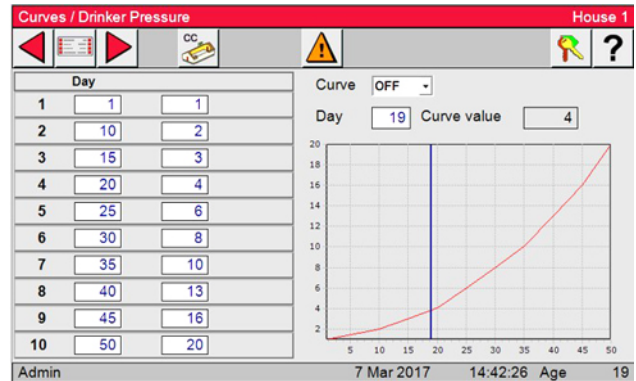 Curves / Drinker Pressure House 1
CC
?
Day
Curve OFF
1 1 1
Day 19 Curve value 4
2 10 2
3 15 3
4 20 4
5 25 6
6 30 8
7 35 10
8 40 13
9 45 16
10 50 20
20
18
16
14
12
10
8
6
4
2
5 10 15 20 25 30 35 40 45 50
Admin 7 Mar 2017 14:42:26 Age 19